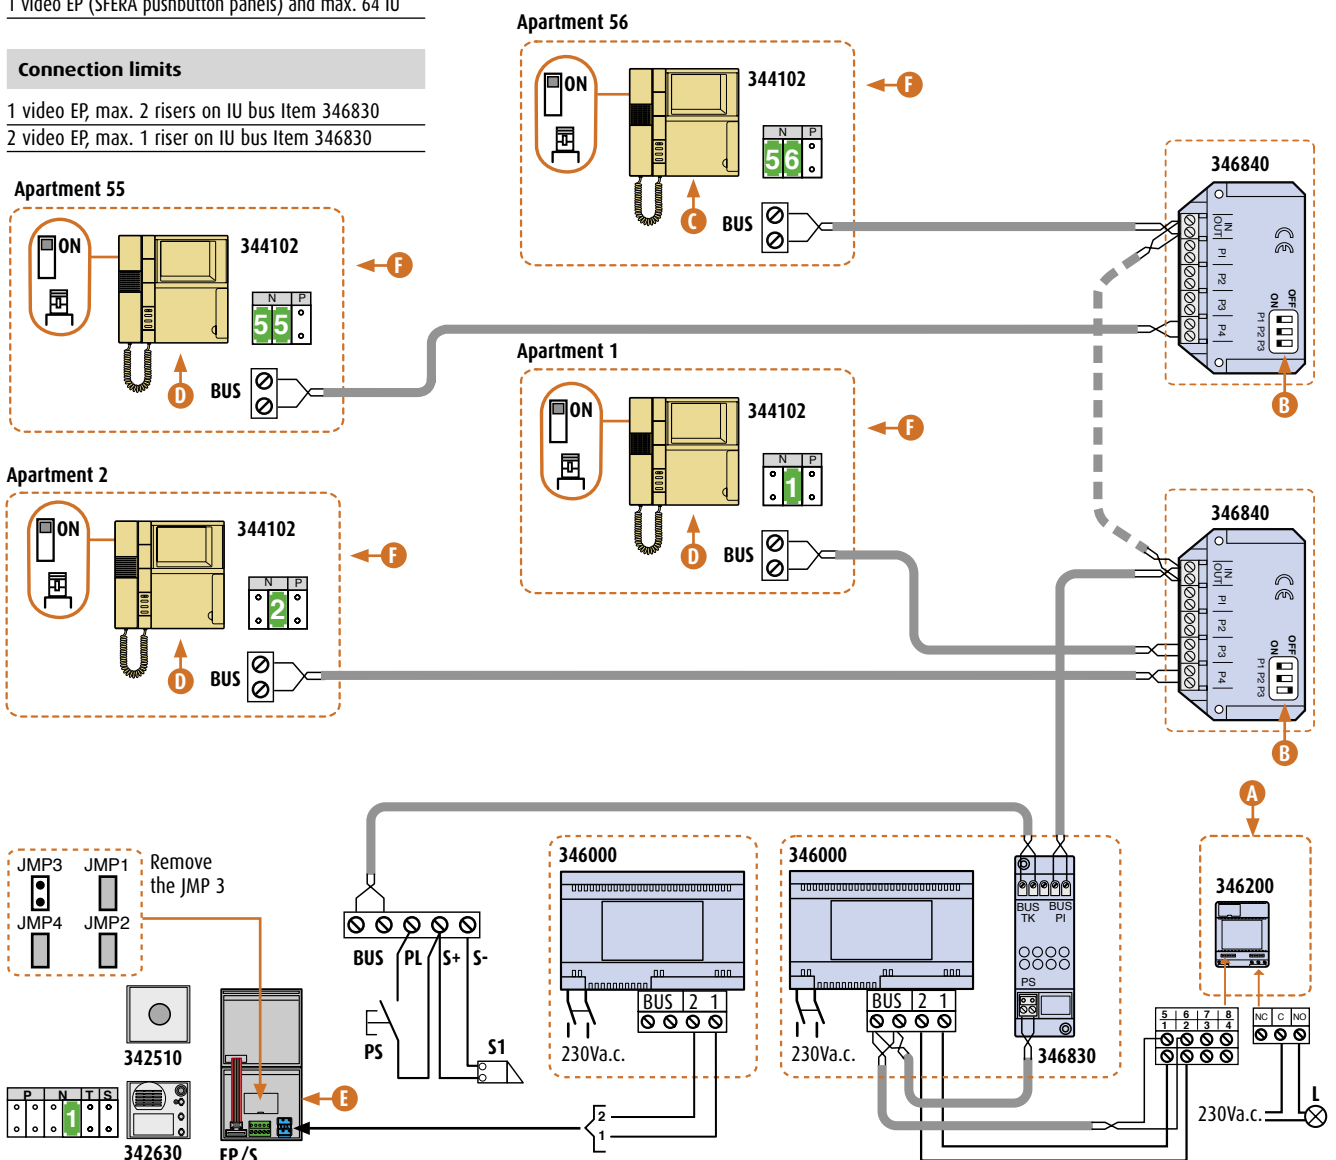 1 video EP (SFERA pushbutton panels) and max. 64 IU
Connection limits
1 video EP, max. 2 risers on IU bus Item 346830
2 video EP, max. 1 riser on IU bus Item 346830
Apartment 56
ON
344102
F
N P
56
C
BUS
346840
IN
OUT
P1
P2
P3
P4
CE
OFF
ON
P1 P2 P3
B
Apartment 55
ON
344102
F
N P
55
D
BUS
Apartment 1
ON
344102
F
N P
1
D
BUS
Apartment 2
ON
344102
F
N P
2
D
BUS
346840
IN
OUT
P1
P2
P3
P4
CE
OFF
ON
P1 P2 P3
B
A
JMP3 JMP1
JMP4 JMP2
Remove
the JMP 3
BUS PL S+ S-
PS
S1
346000
BUS 2 1
230Va.c.
346000
BUS 2 1
230Va.c.
BUS TK
BUS PI
PS
346830
346200
5 6 7 8
1 2 3 4
NC C NO
230Va.c.
L
342510
P N T S
1
342630
E
EP/S
2
1